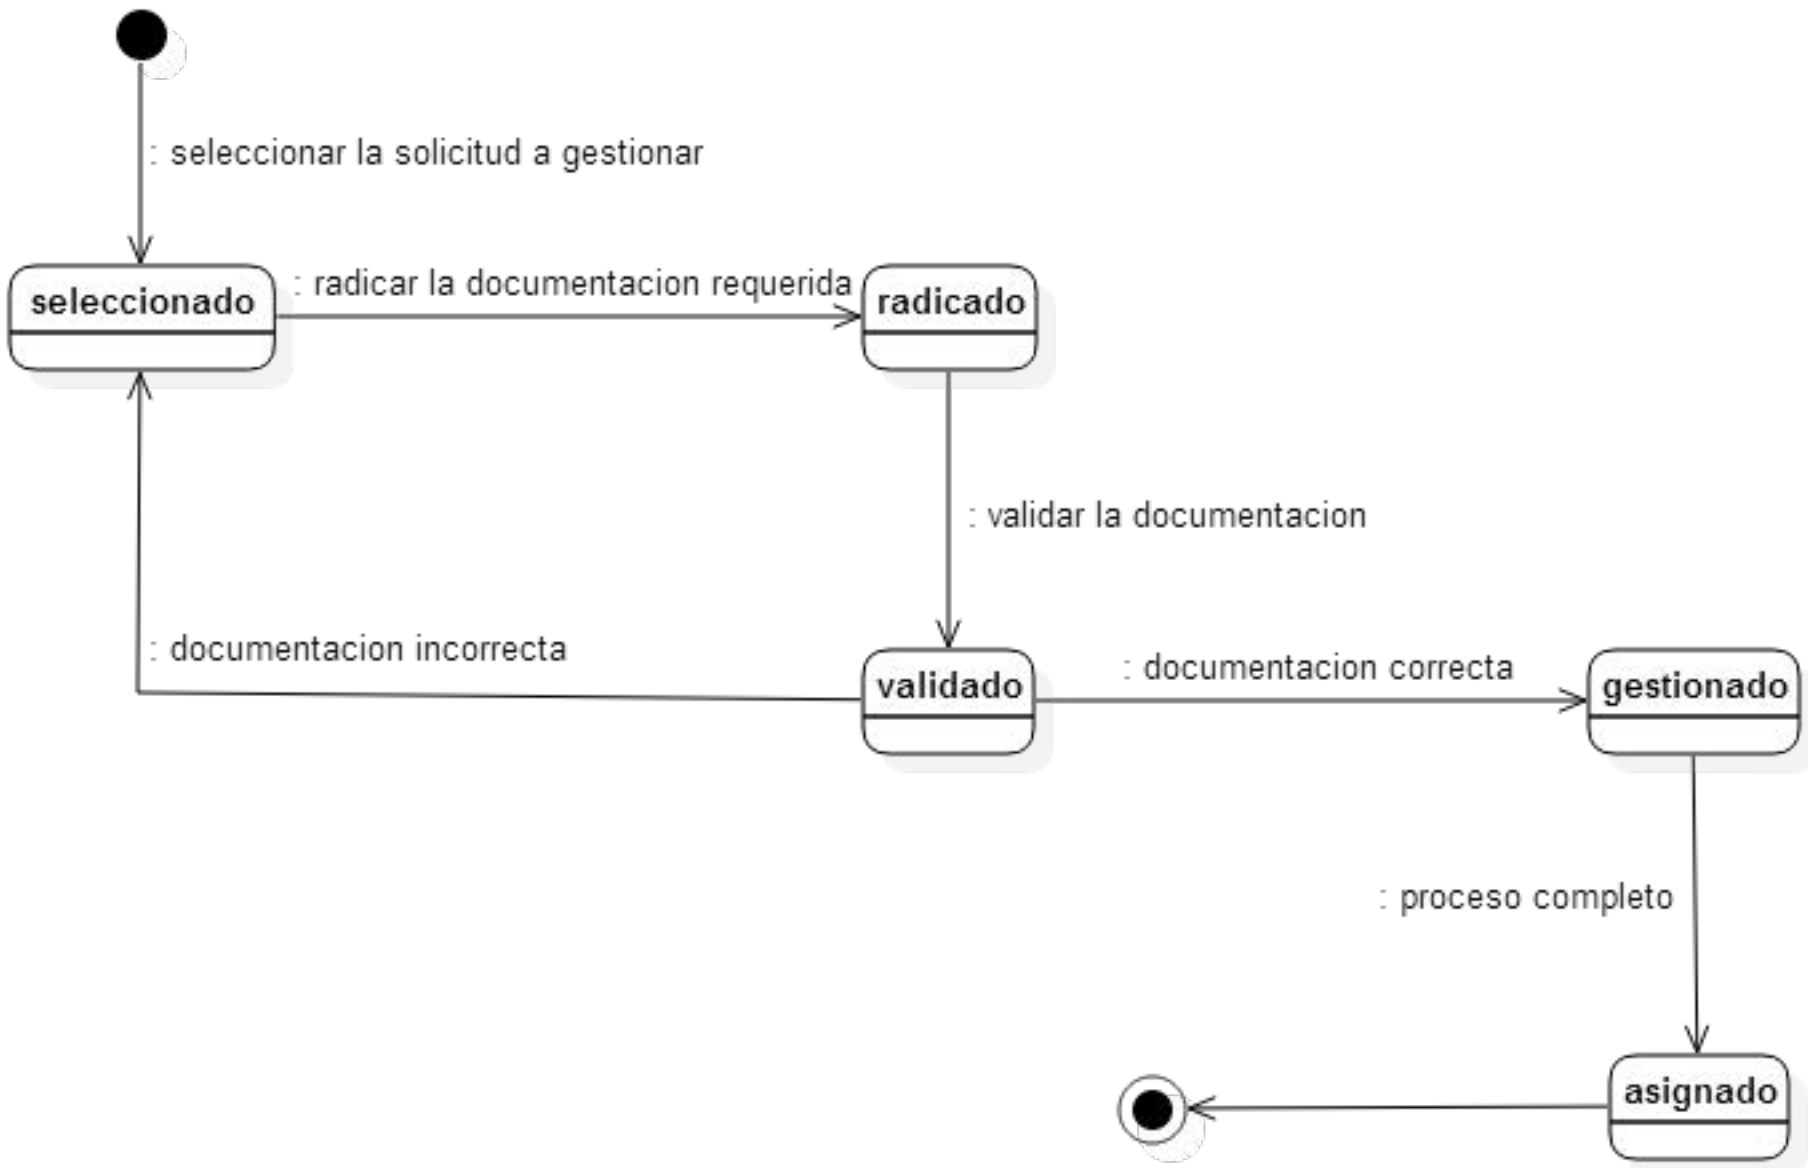 : seleccionar la solicitud a gestionar
seleccionado
: radicar la documentacion requerida
radicado
: validar la documentacion
: documentacion incorrecta
validado
: documentacion correcta
gestionado
: proceso completo
asignado